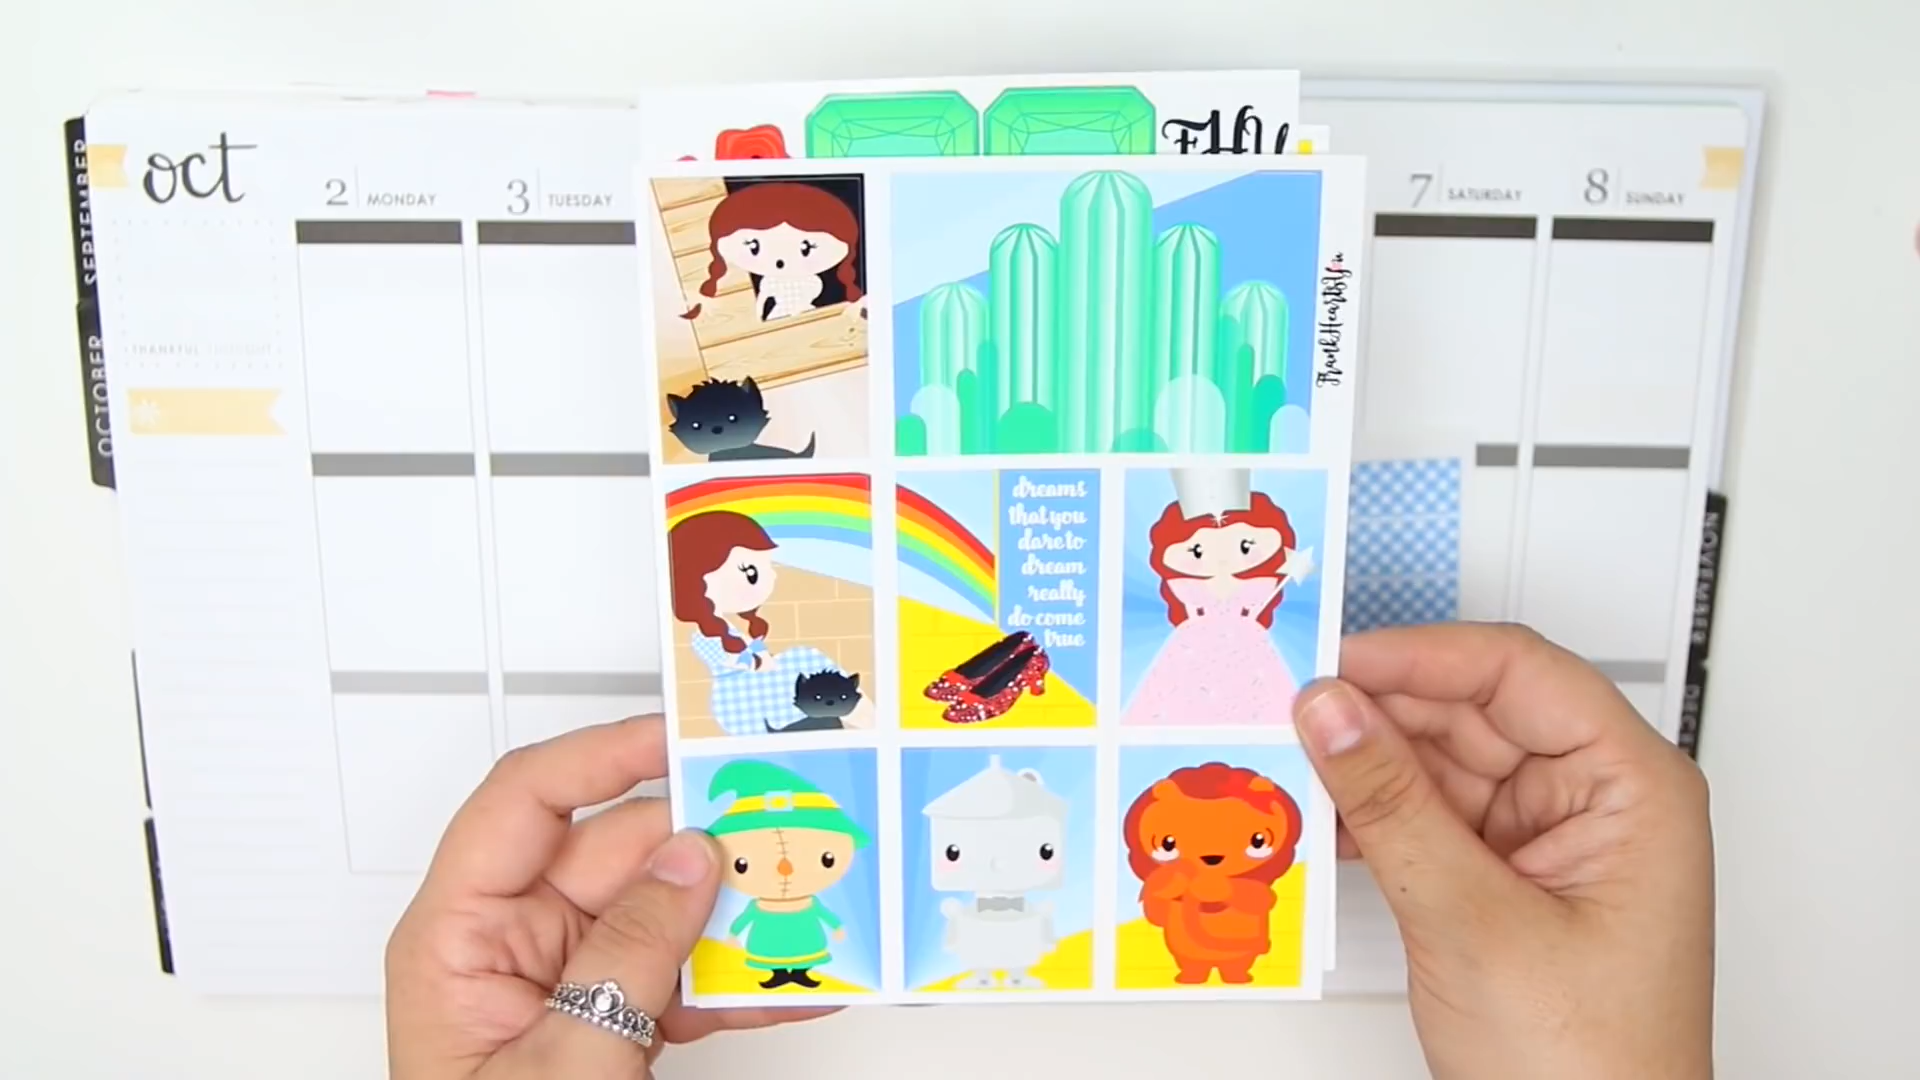 oct
2 MONDAY
3 TUESDAY
7 SATURDAY
8 SUNDAY
SEPTEMBER
OCTOBER
THANKFUL
dreams
that you
dare to
dream
really
do come
true
NOVEMBER